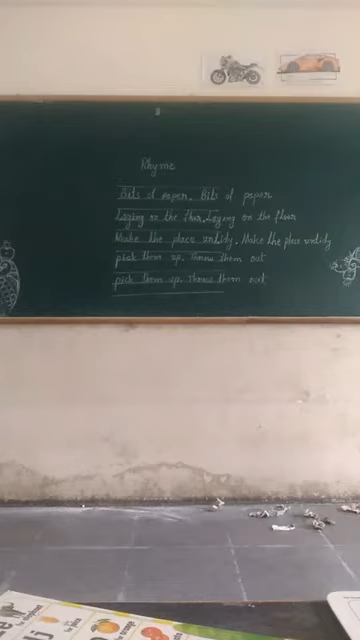 Rhyme
Bits of paper, Bits of paper
Laying on the floor, Laying on the floor
Make the place untidy, Make the place untidy
pick them up, Throw them out
pick them up, Throw them out